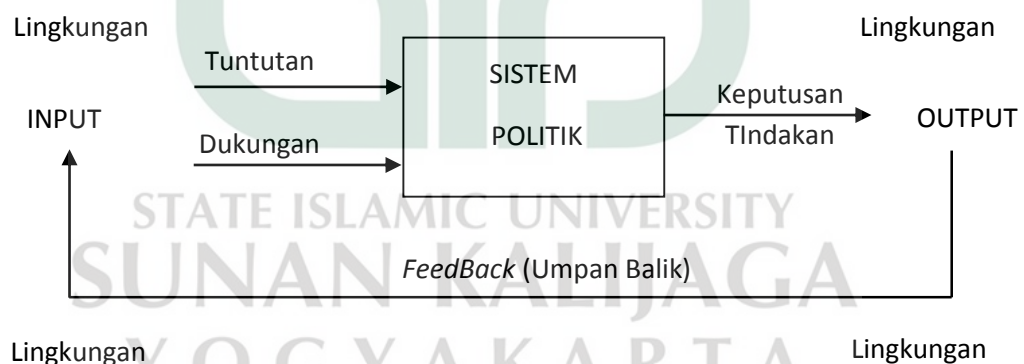 Lingkungan
Lingkungan
Tuntutan
SISTEM
POLITIK
Keputusan
TIndakan
INPUT
OUTPUT
Dukungan
STATE ISLAMIC UNIVERSITY
SUNAN KALIJAGA
FeedBack (Umpan Balik)
YOGYAKARTA
Lingkungan
Lingkungan